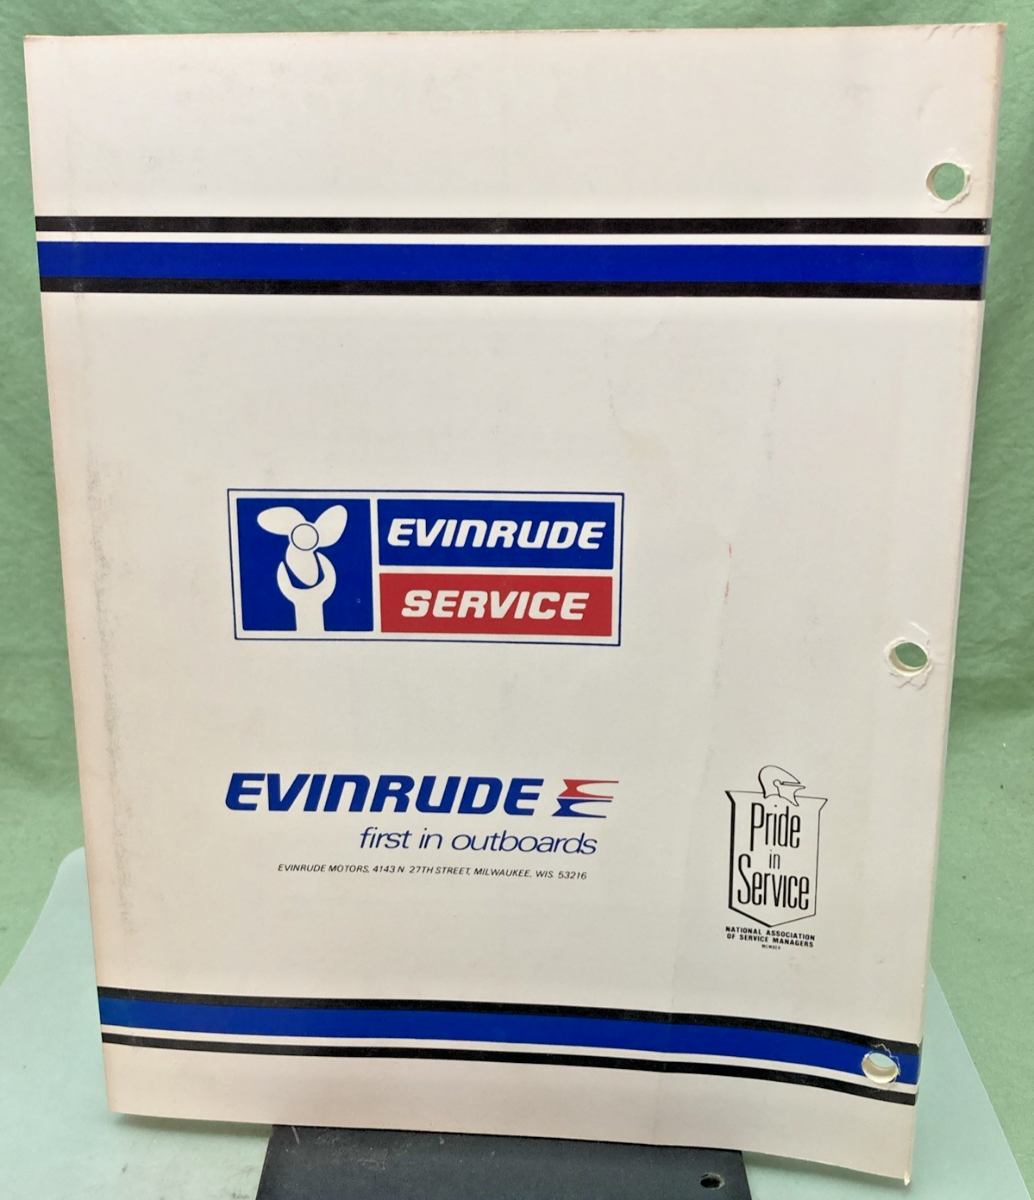 EVINRUDE
SERVICE
EVINRUDE
first in outboards
EVINRUDE MOTORS, 4143 N 27TH STREET, MILWAUKEE, WIS. 53216
Pride
in
Service
NATIONAL ASSOCIATION
OF SERVICE MANAGERS
MEMBER